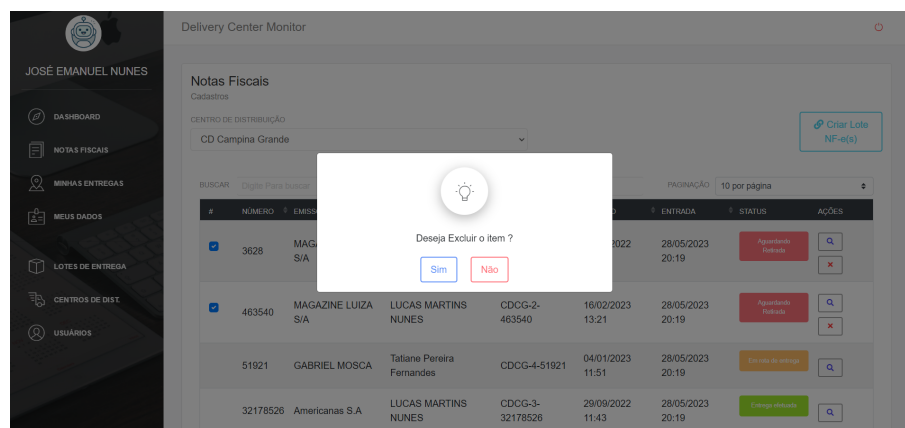 Delivery Center Monitor
JOSÉ EMANUEL NUNES
DASHBOARD
NOTAS FISCAIS
MINHAS ENTREGAS
MEUS DADOS
LOTES DE ENTREGA
CENTROS DE DIST.
USUÁRIOS
Notas Fiscais
Cadastros
CENTRO DE DISTRIBUIÇÃO
CD Campina Grande
Criar Lote
NF-e(s)
BUSCAR Digite Para buscar
PAGINAÇÃO 10 por página
# NÚMERO ENTRADA STATUS AÇÕES
Deseja Excluir o item ?
Sim Não
3628 S/A 28/05/2023 20:19 Aguardando Retirada
463540 MAGAZINE LUIZA S/A LUCAS MARTINS NUNES CDCG-2-463540 16/02/2023 13:21 28/05/2023 20:19 Aguardando Retirada
51921 GABRIEL MOSCA Tatiane Pereira Fernandes CDCG-4-51921 04/01/2023 11:51 28/05/2023 20:19 Em rota de entrega
32178526 Americanas S.A LUCAS MARTINS NUNES CDCG-3-32178526 29/09/2022 11:43 28/05/2023 20:19 Entrega efetuada